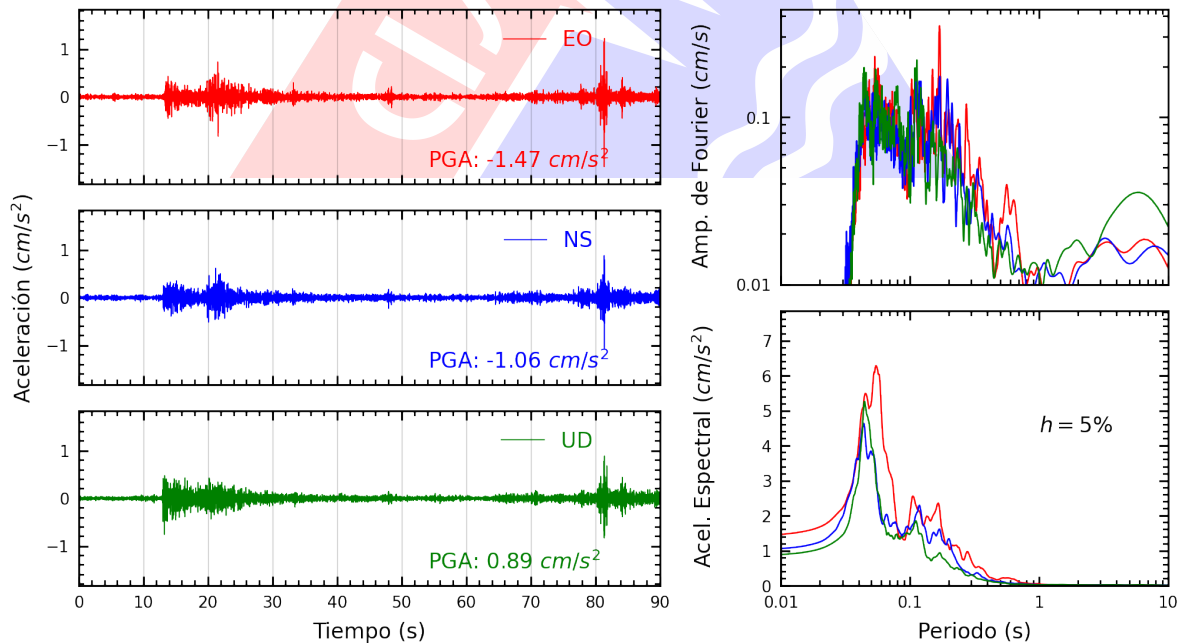 EO
1
0
−1
PGA: -1.47 cm/s²
NS
1
0
−1
PGA: -1.06 cm/s²
UD
1
0
−1
PGA: 0.89 cm/s²
Aceleración (cm/s²)
0 10 20 30 40 50 60 70 80 90
Tiempo (s)
Amp. de Fourier (cm/s)
0.1
0.01
Acel. Espectral (cm/s²)
7
6
5
4
3
2
1
0
h = 5%
0.01 0.1 1 10
Periodo (s)